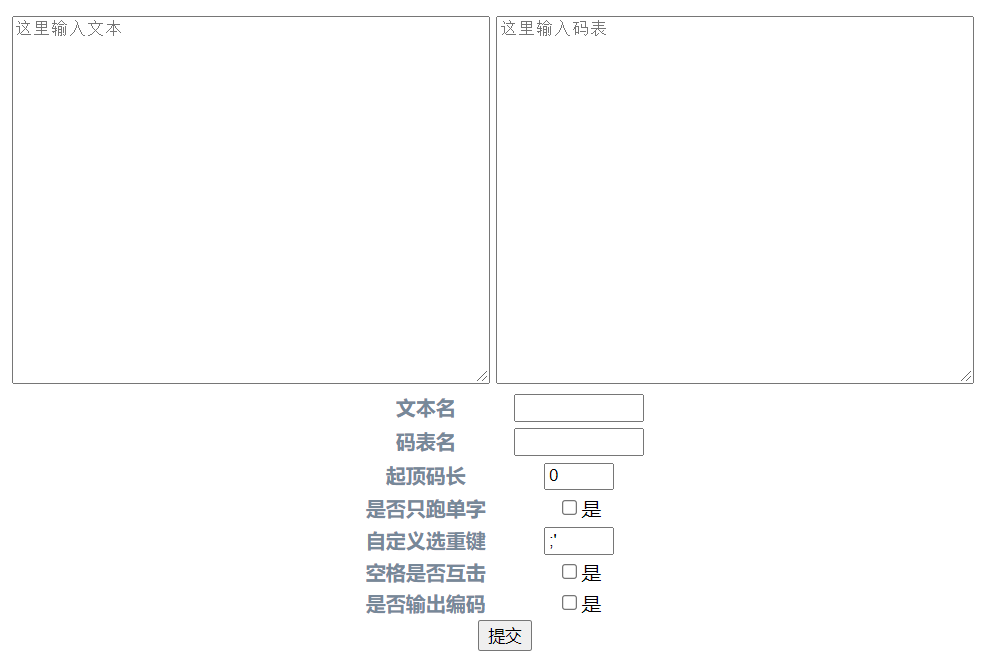 这里输入文本 这里输入码表
文本名
码表名
起顶码长 0
是否只跑单字 是
自定义选重键 ;'
空格是否互击 是
是否输出编码 是
提交